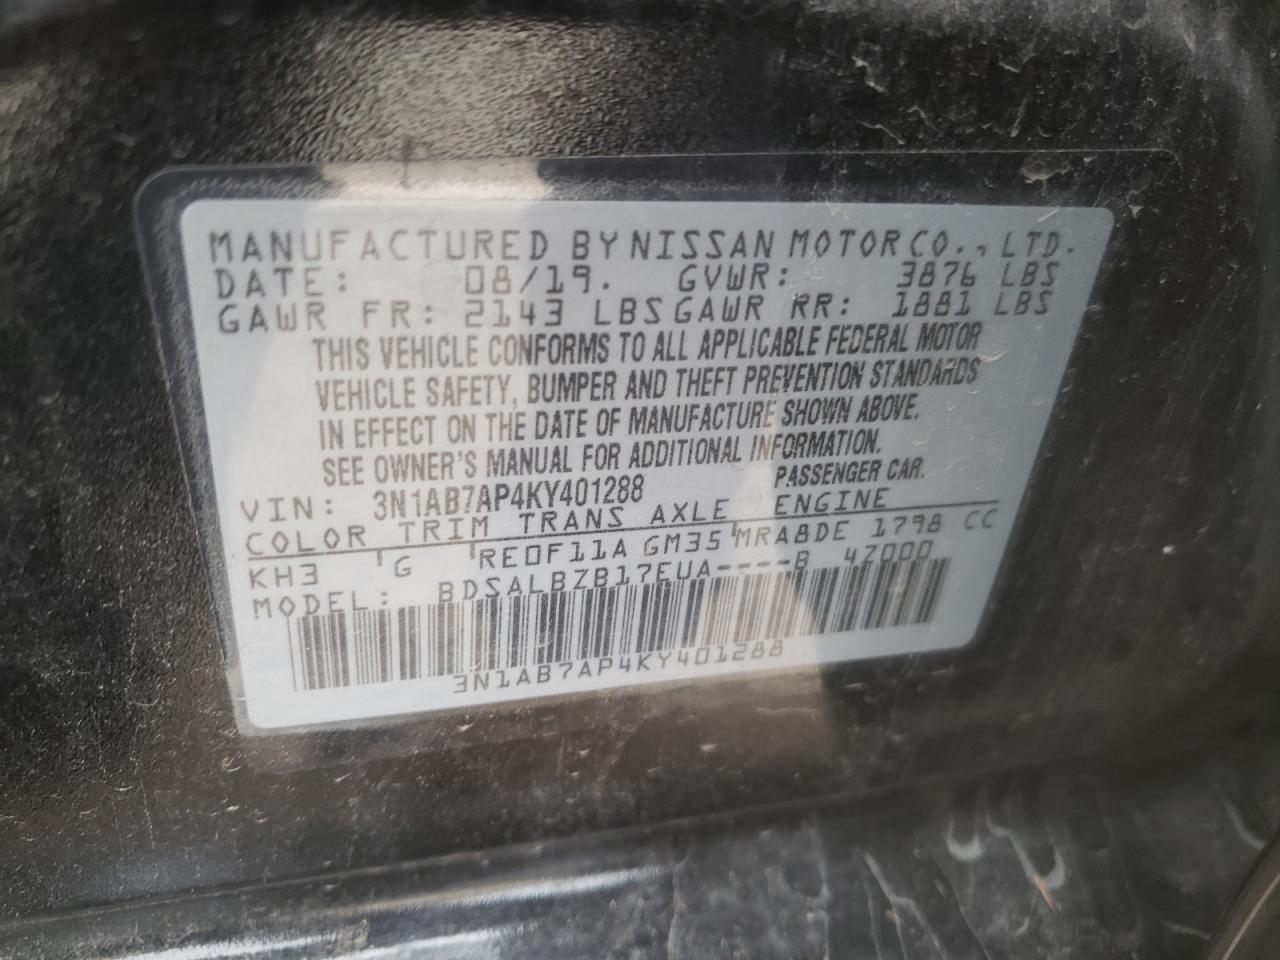 MANUFACTURED BY NISSAN MOTOR CO., LTD.
DATE: 08/19. GVWR: 3876 LBS
GAWR FR: 2143 LBS GAWR RR: 1881 LBS
THIS VEHICLE CONFORMS TO ALL APPLICABLE FEDERAL MOTOR
VEHICLE SAFETY, BUMPER AND THEFT PREVENTION STANDARDS
IN EFFECT ON THE DATE OF MANUFACTURE SHOWN ABOVE.
SEE OWNER'S MANUAL FOR ADDITIONAL INFORMATION.
VIN: 3N1AB7AP4KY401288 PASSENGER CAR.
COLOR TRIM TRANS AXLE ENGINE
KH3 G RE0F11A GM35 MRA8DE 1798 CC
MODEL: BDSALBZB17EUA----B 4Z000
3N1AB7AP4KY401288